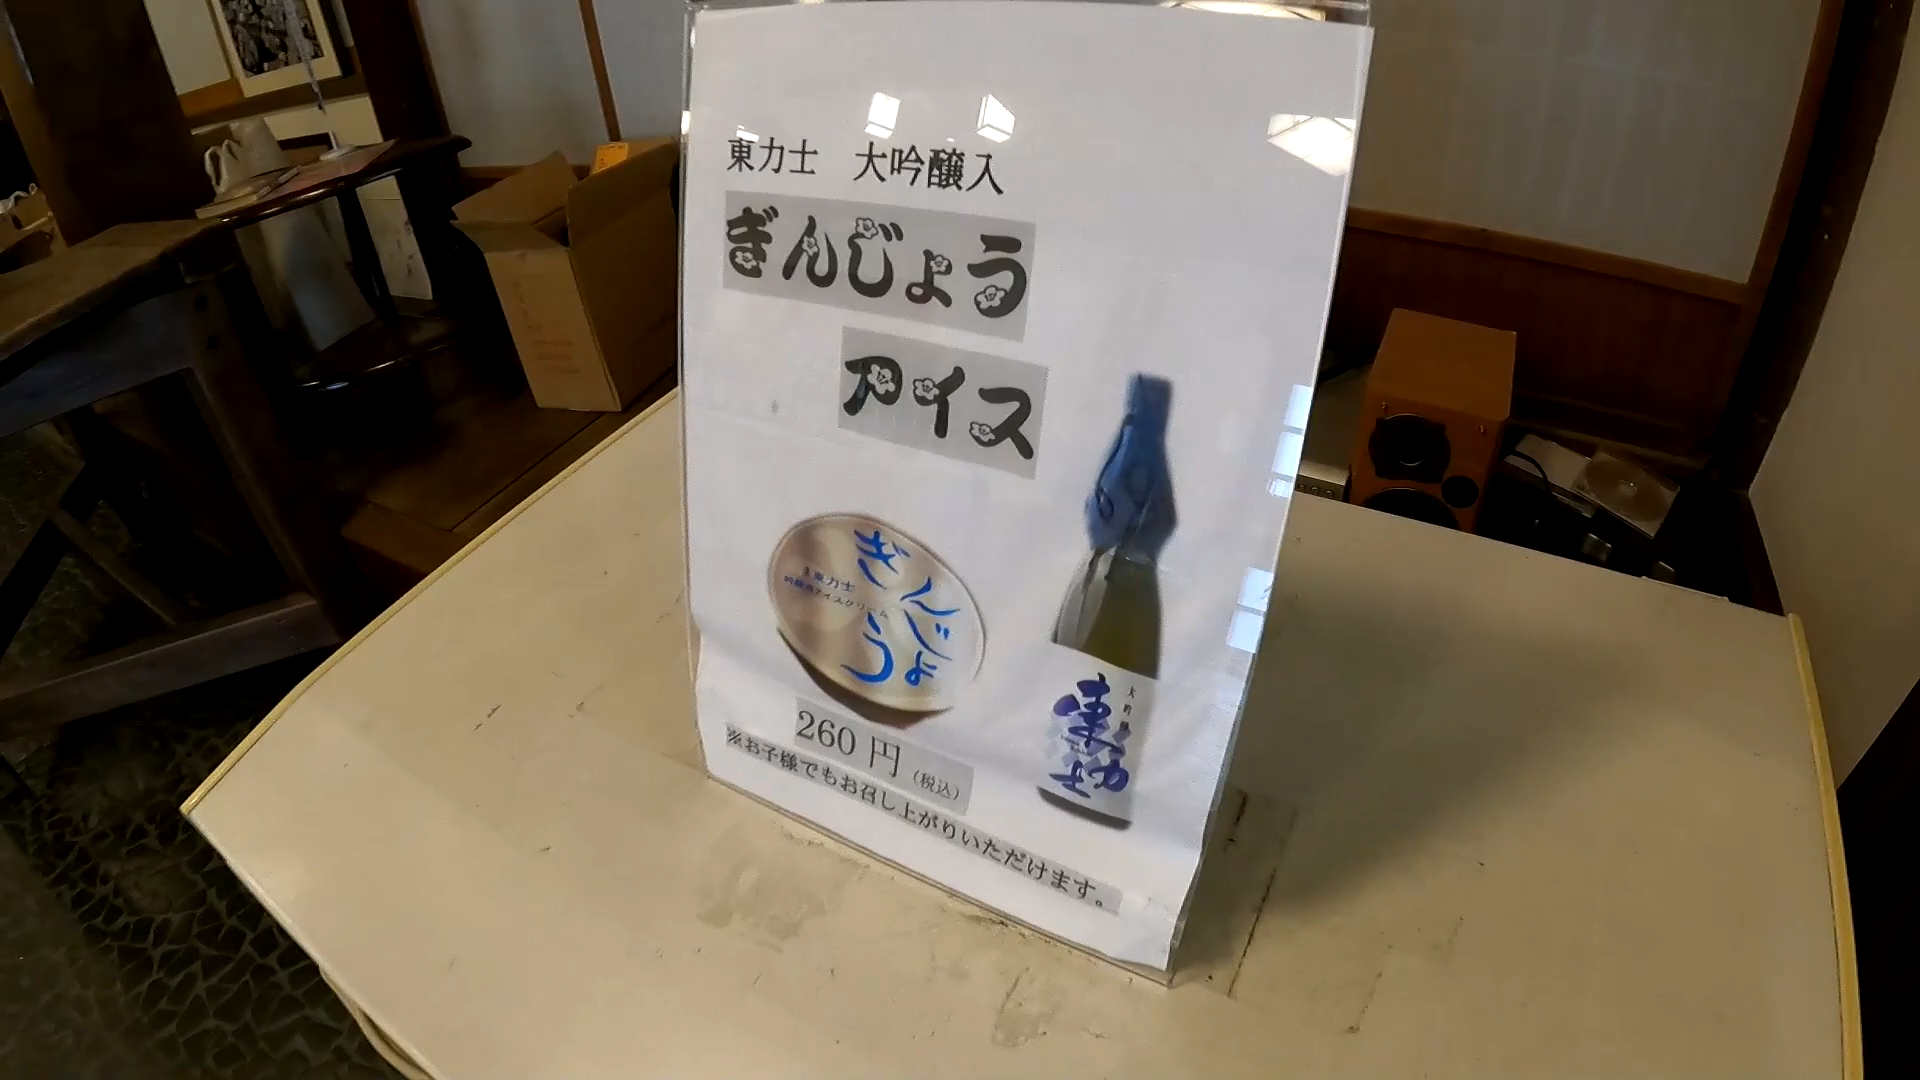 東力士 大吟醸入
ぎんじょう
アイス
ぎんじょう
東力士
吟醸酒アイスクリーム
大吟醸
東力士
260 円 (税込)
※お子様でもお召し上がりいただけます。